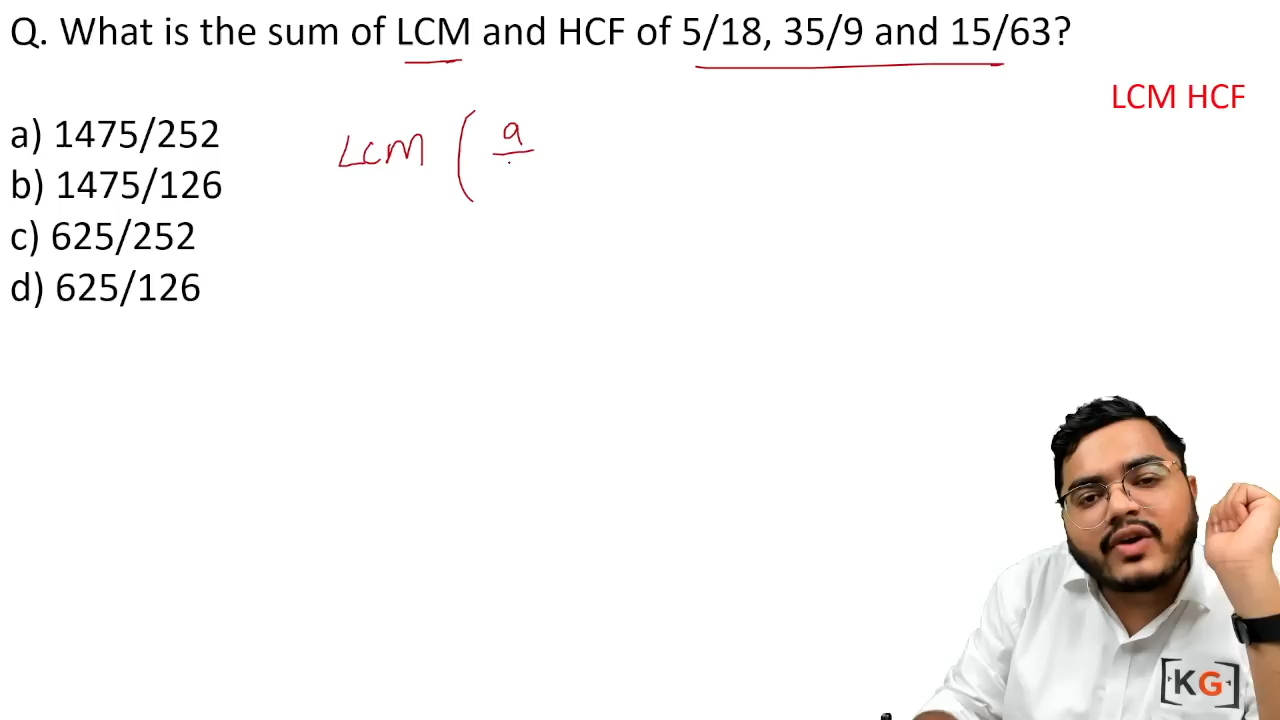 Q. What is the sum of LCM and HCF of 5/18, 35/9 and 15/63?
LCM HCF
a) 1475/252
b) 1475/126
c) 625/252
d) 625/126
LCM ( a
KG